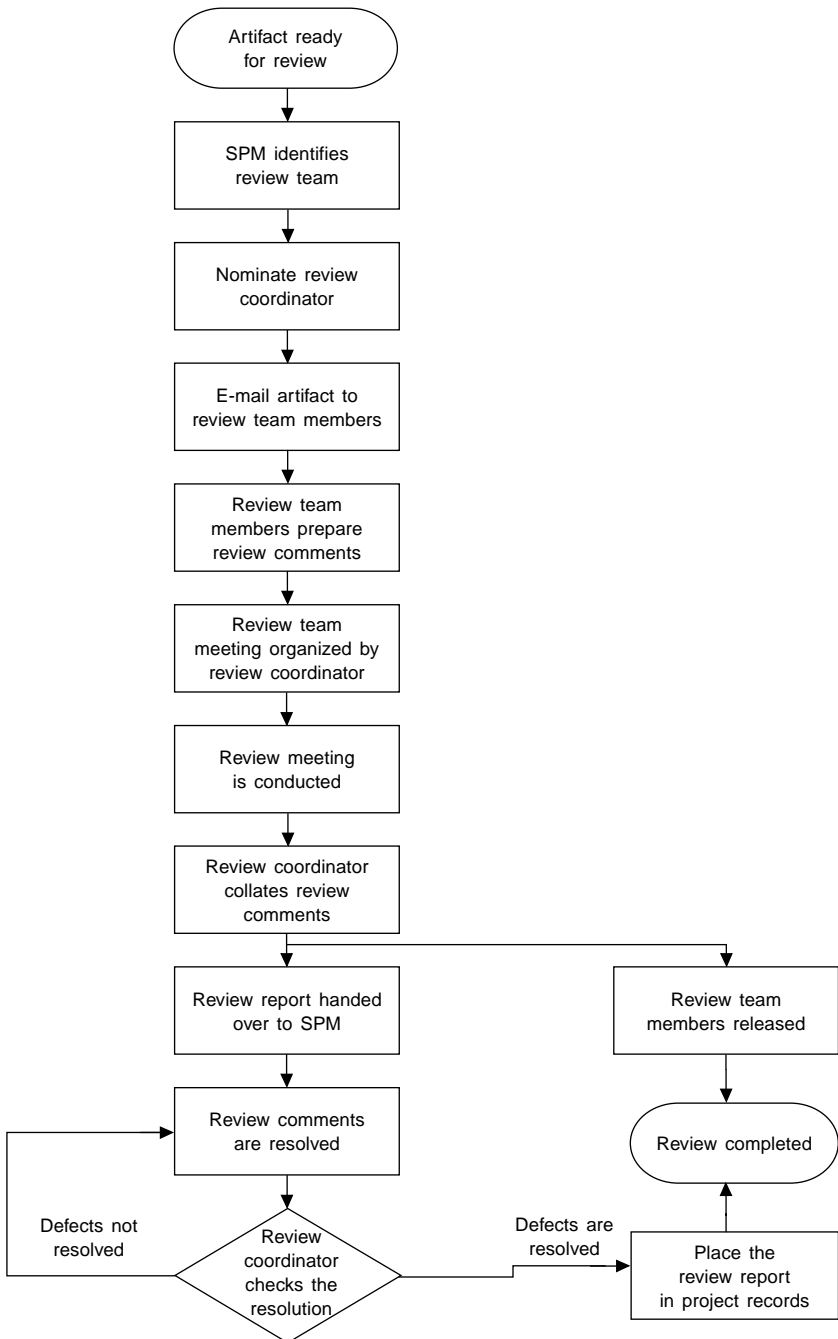 Artifact ready
for review
SPM identifies
review team
Nominate review
coordinator
E-mail artifact to
review team members
Review team
members prepare
review comments
Review team
meeting organized by
review coordinator
Review meeting
is conducted
Review coordinator
collates review
comments
Review report handed
over to SPM
Review team
members released
Review comments
are resolved
Review completed
Defects not
resolved
Review
coordinator
checks the
resolution
Defects are
resolved
Place the
review report
in project records